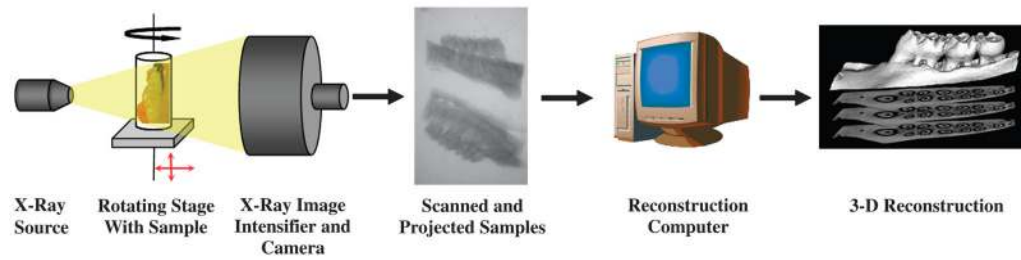 X-Ray
Source
Rotating Stage
With Sample
X-Ray Image
Intensifier and
Camera
Scanned and
Projected Samples
Reconstruction
Computer
3-D Reconstruction